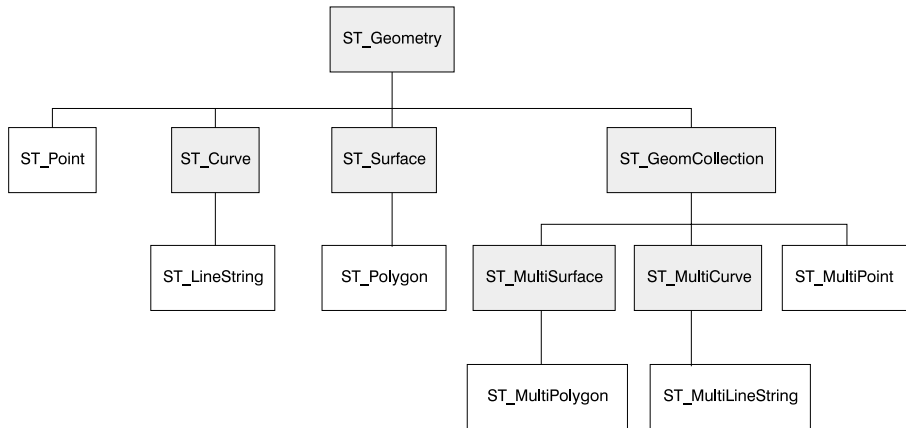 ST_Geometry
ST_Point
ST_Curve
ST_Surface
ST_GeomCollection
ST_LineString
ST_Polygon
ST_MultiSurface
ST_MultiCurve
ST_MultiPoint
ST_MultiPolygon
ST_MultiLineString